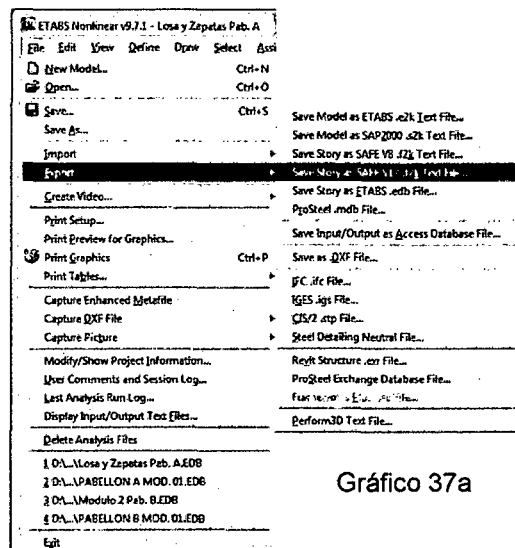 ETABS Nonlinear v9.7.1 - Losa y Zapatas Pab. A
File Edit View Define Draw Select Assi
New Model... Ctrl+N
Open... Ctrl+O
Save... Ctrl+S
Save As...
Import
Export
Create Video...
Print Setup...
Print Preview for Graphics...
Print Graphics Ctrl+P
Print Tables...
Capture Enhanced Metafile
Capture DXF File
Capture Picture
Modify/Show Project Information...
User Comments and Session Log...
Last Analysis Run Log...
Display Input/Output Text Files...
Delete Analysis Files
1 D:\...\Losa y Zapatas Pab. A.EDB
2 D:\...\PABELLON A MOD. 01.EDB
3 D:\...\Modulo 2 Pab. B.EDB
4 D:\...\PABELLON B MOD. 01.EDB
Exit
Save Model as ETABS .e2k Text File...
Save Model as SAP2000 .s2k Text File...
Save Story as SAFE V8 .f2k Text File...
Save Story as SAFE Text File...
Save Story as ETABS .edb File...
ProSteel .mdb File...
Save Input/Output as Access Database File...
Save as .DXF File...
IFC .ifc File...
IGES .igs File...
CIS/2 .stp File...
Steel Detailing Neutral File...
Revit Structure .exr File...
ProSteel Exchange Database File...
Perform3D Text File...
Gráfico 37a